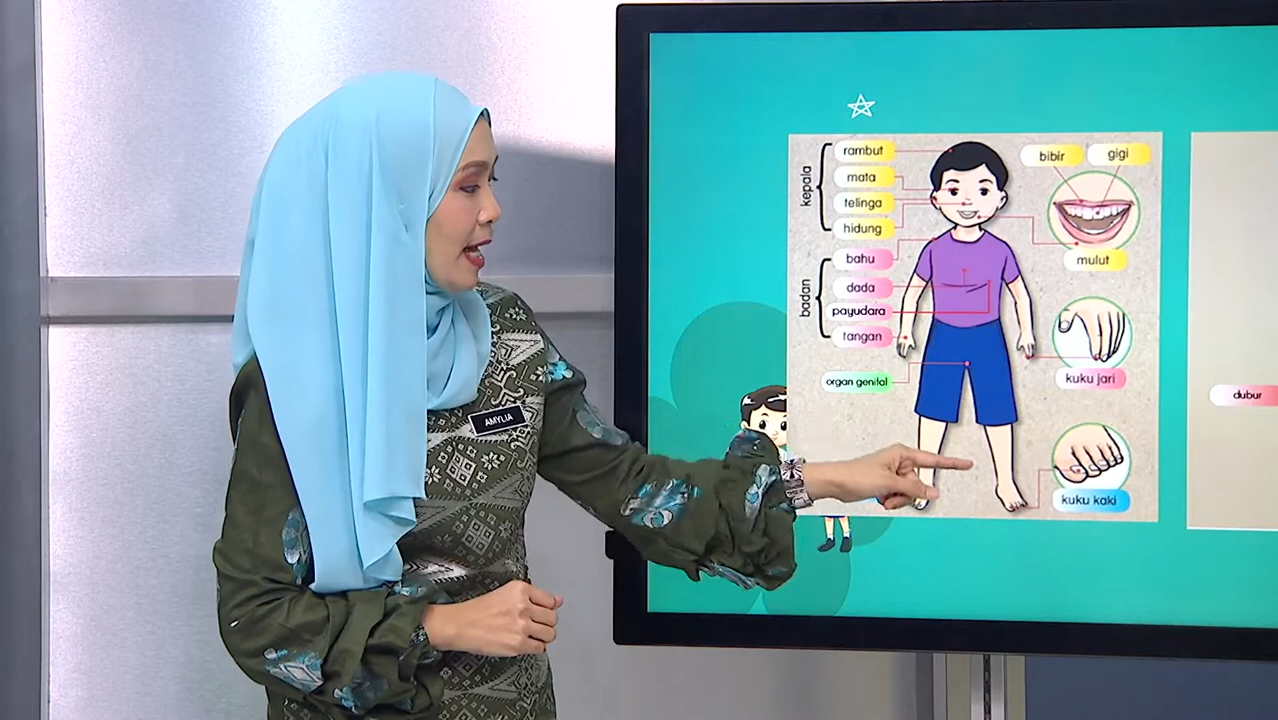 AMYLIA
kepala
rambut
mata
telinga
hidung
badan
bahu
dada
payudara
tangan
organ genital
bibir
gigi
mulut
kuku jari
kuku kaki
dubur